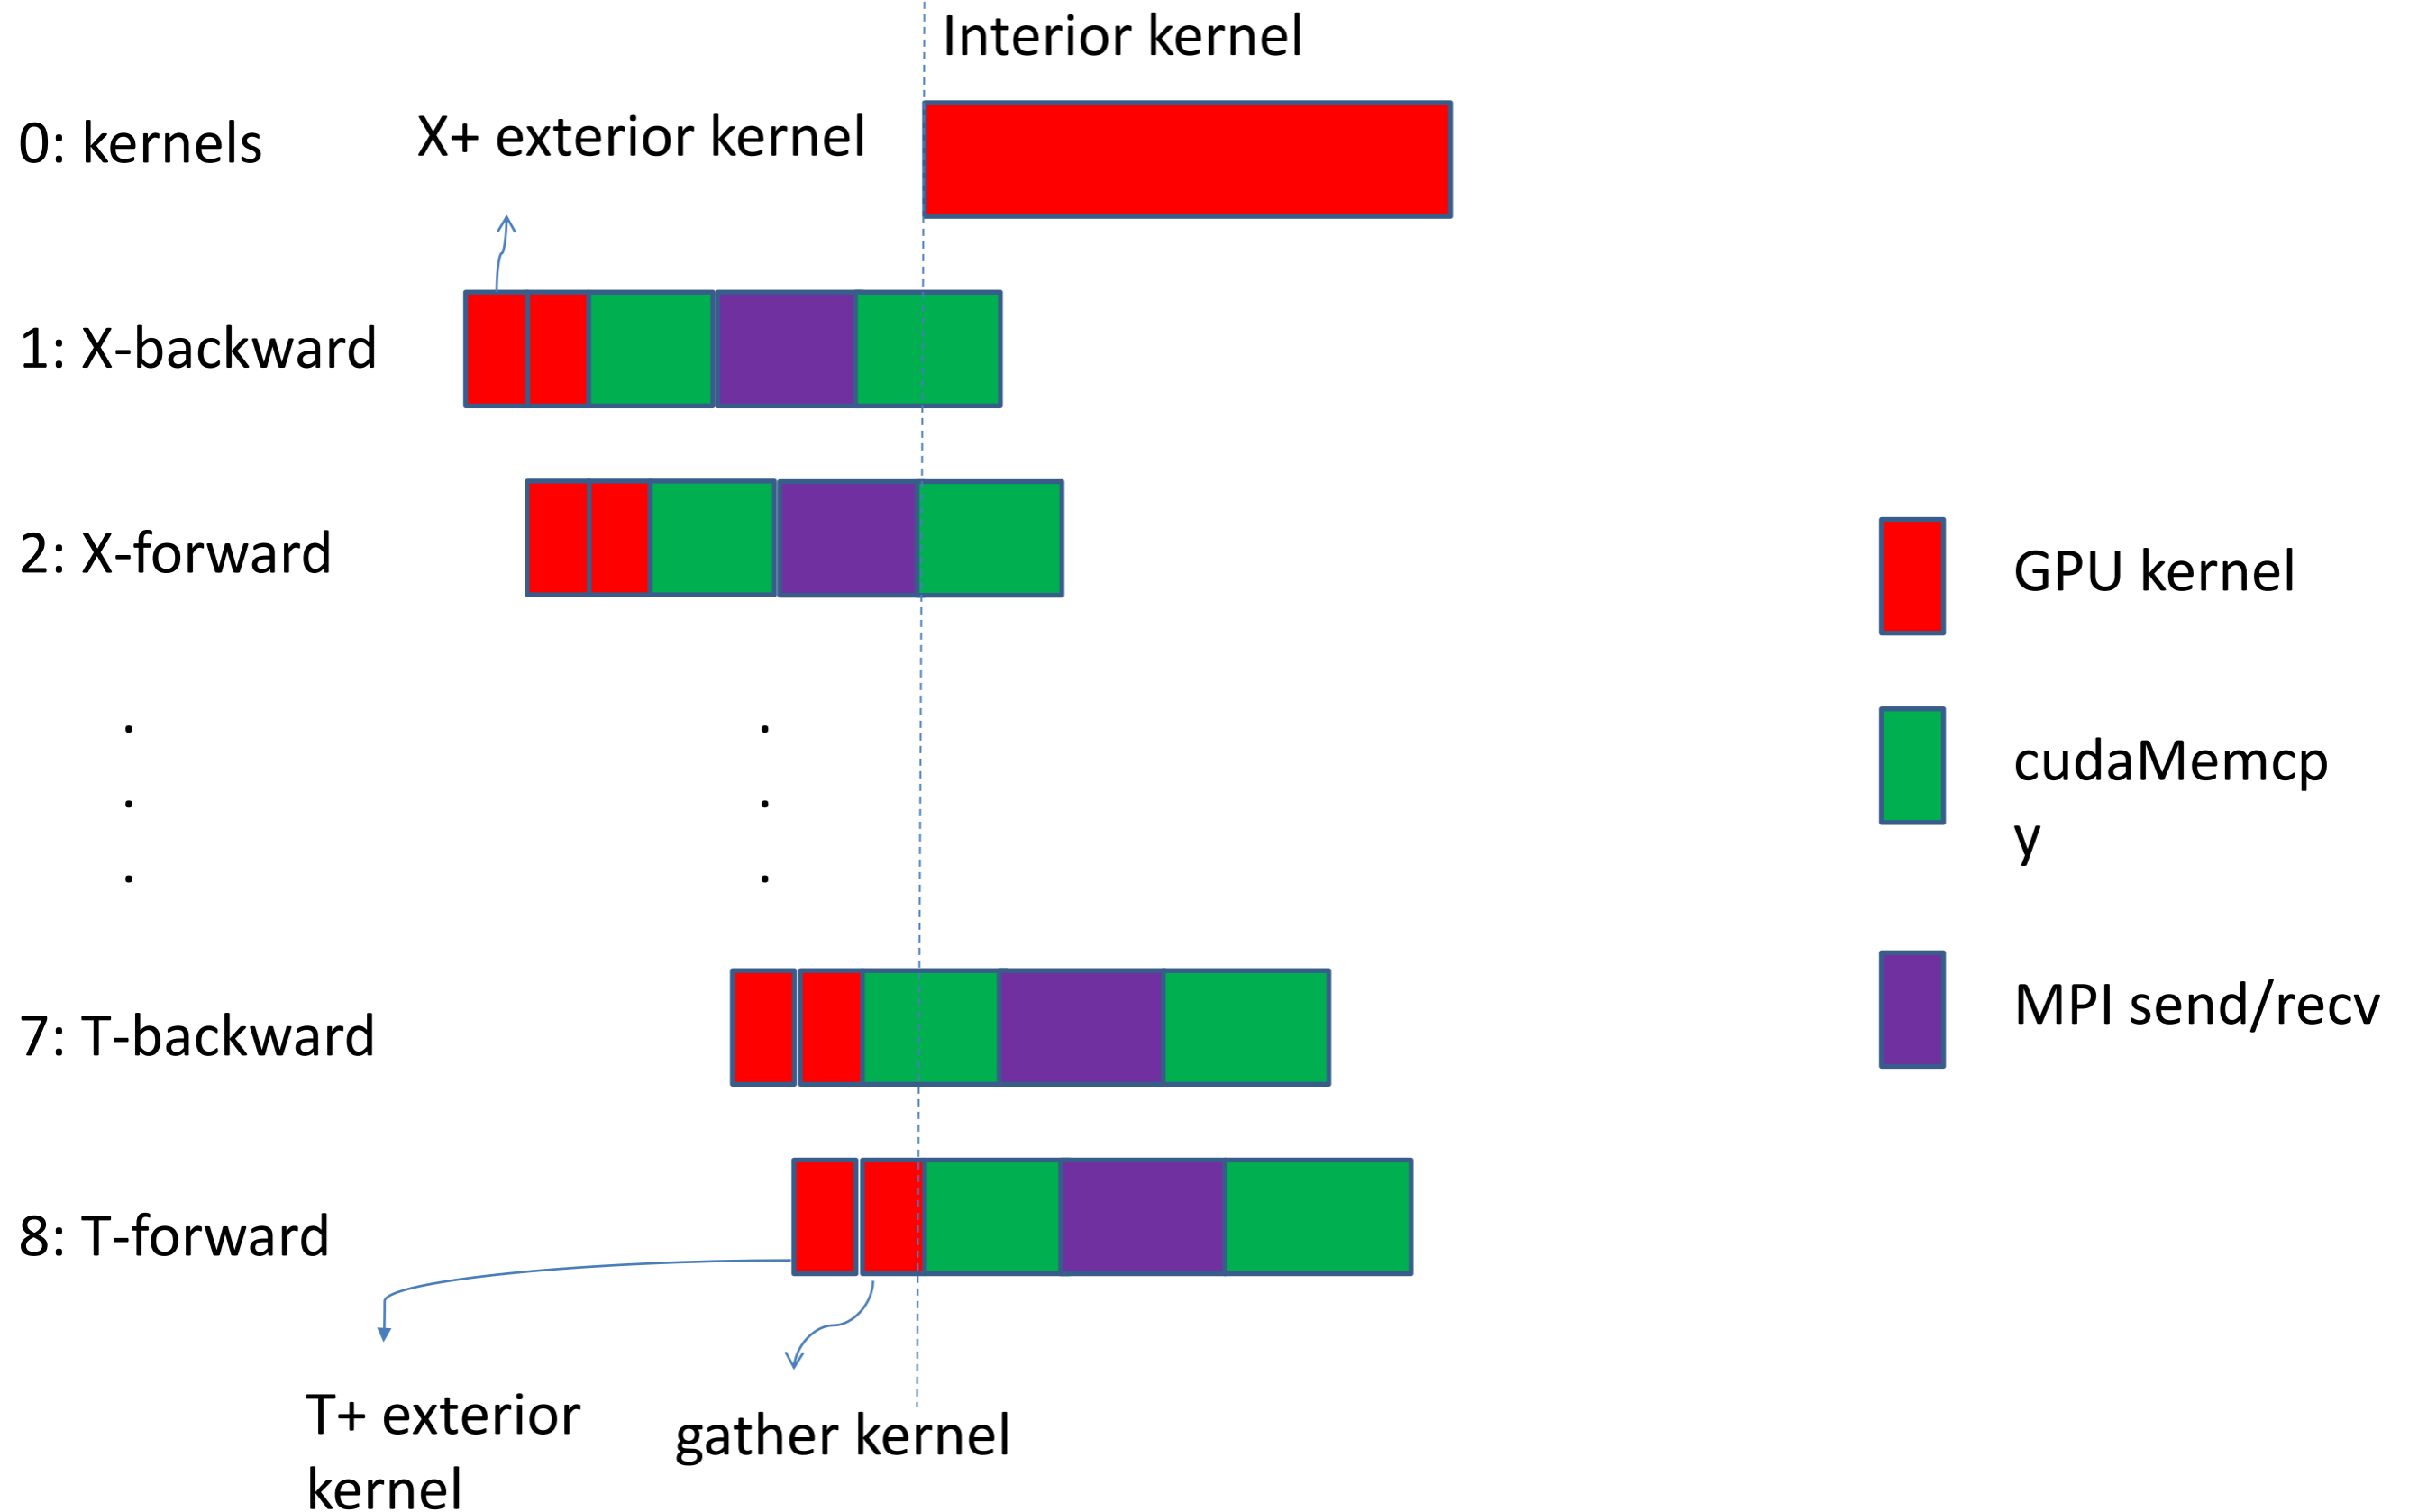 Interior kernel
0: kernels
X+ exterior kernel
1: X-backward
2: X-forward
GPU kernel
.
.
.
.
.
.
cudaMemcp
y
7: T-backward
MPI send/recv
8: T-forward
T+ exterior
kernel
gather kernel